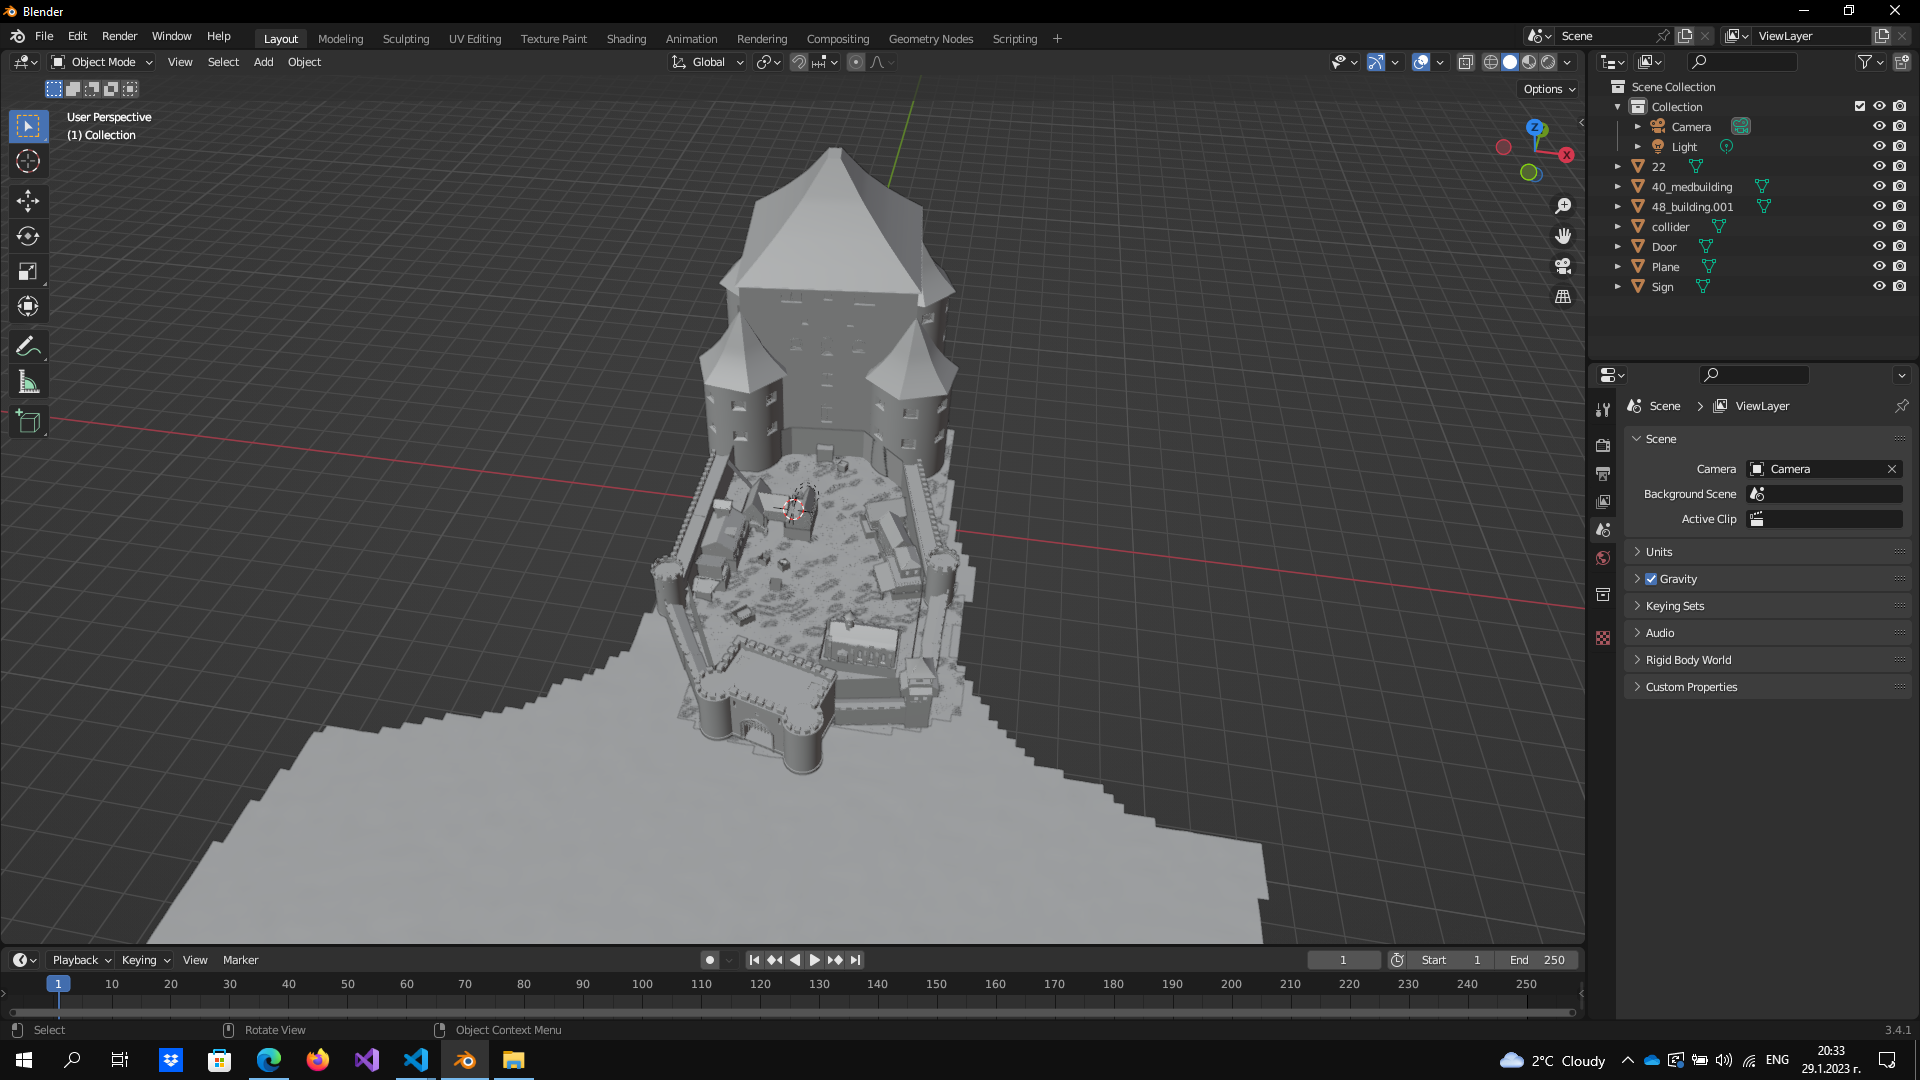 Blender
File Edit Render Window Help
Layout Modeling Sculpting UV Editing Texture Paint Shading Animation Rendering Compositing Geometry Nodes Scripting +
Scene
ViewLayer
Object Mode View Select Add Object
Global
Options
User Perspective
(1) Collection
Z
X
Scene Collection
Collection
Camera
Light
22
40_medbuilding
48_building.001
collider
Door
Plane
Sign
Scene > ViewLayer
Scene
Camera Camera
Background Scene
Active Clip
Units
Gravity
Keying Sets
Audio
Rigid Body World
Custom Properties
Playback Keying View Marker
1 Start 1 End 250
1 10 20 30 40 50 60 70 80 90 100 110 120 130 140 150 160 170 180 190 200 210 220 230 240 250
Select Rotate View Object Context Menu
3.4.1
2°C Cloudy ENG
20:33
29.1.2023 г.